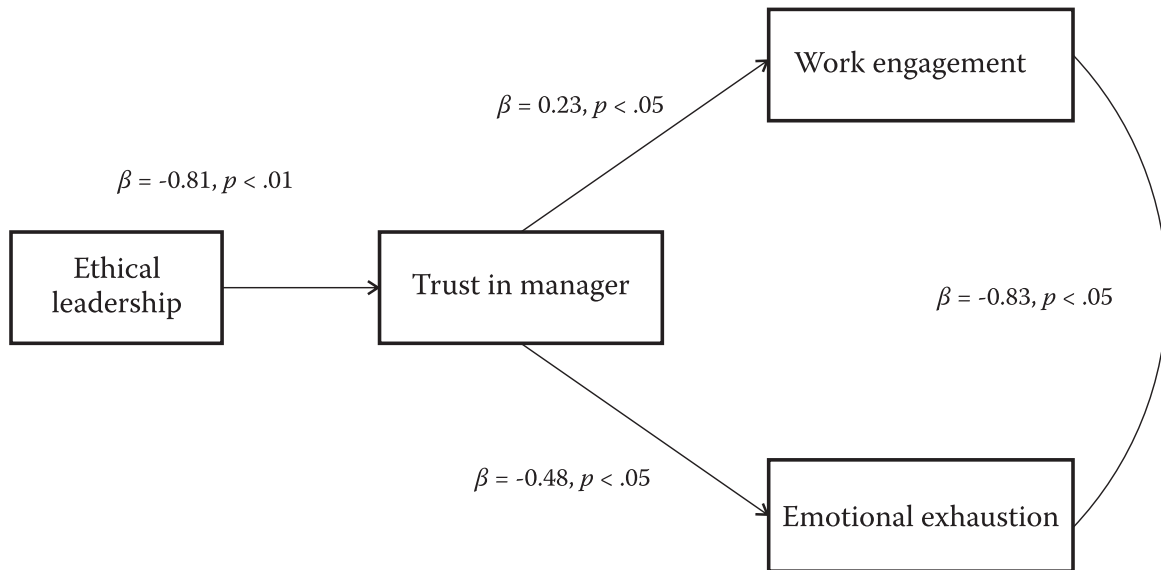 Work engagement
β = 0.23, p < .05
β = -0.81, p < .01
Ethical
leadership
Trust in manager
β = -0.83, p < .05
β = -0.48, p < .05
Emotional exhaustion